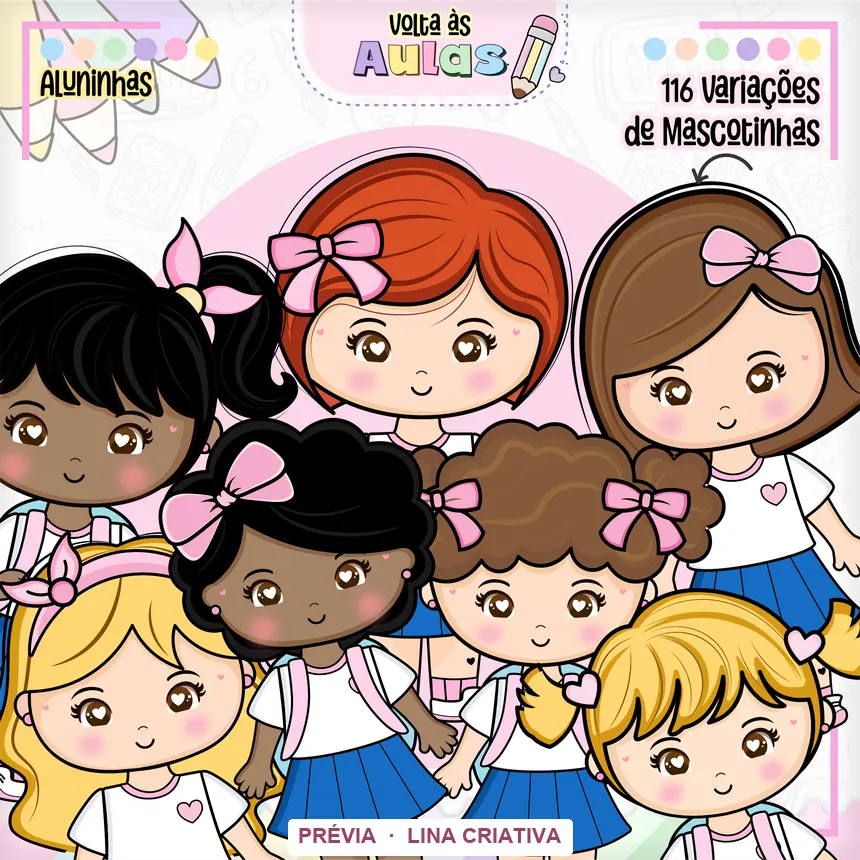 Volta às
Aulas
Aluninhas
116 Variações
de Mascotinhas
PRÉVIA · LINA CRIATIVA